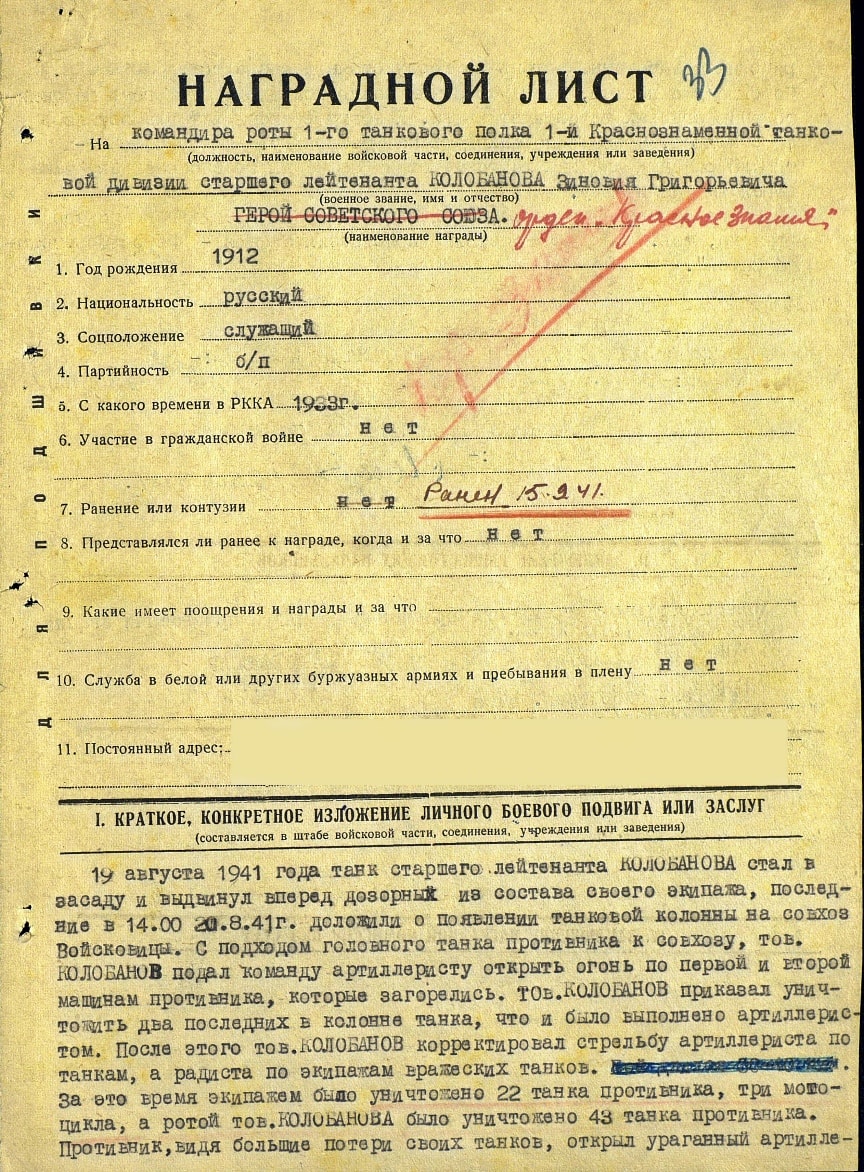 НАГРАДНОЙ ЛИСТ 33
На командира роты 1-го танкового полка 1-й Краснознаменной танко-
(должность, наименование войсковой части, соединения, учреждения или заведения)
вой дивизии старшего лейтенанта КОЛОБАНОВА Зиновия Григорьевича
(военное звание, имя и отчество)
ГЕРОЙ СОВЕТСКОГО СОЮЗА. орден „Красное Знамя"
(наименование награды)
1. Год рождения 1912
2. Национальность русский
3. Соцположение служащий
4. Партийность б/п
5. С какого времени в РККА 1933г.
6. Участие в гражданской войне нет
7. Ранение или контузии нет Ранен 15.9 41.
8. Представлялся ли ранее к награде, когда и за что нет
9. Какие имеет поощрения и награды и за что
10. Служба в белой или других буржуазных армиях и пребывания в плену нет
11. Постоянный адрес:
ДЛЯ ПОДШИВКИ
I. КРАТКОЕ, КОНКРЕТНОЕ ИЗЛОЖЕНИЕ ЛИЧНОГО БОЕВОГО ПОДВИГА ИЛИ ЗАСЛУГ
(составляется в штабе войсковой части, соединения, учреждения или заведения)
19 августа 1941 года танк старшего лейтенанта КОЛОБАНОВА стал в
засаду и выдвинул вперед дозорный из состава своего экипажа, послед-
ние в 14.00 20.8.41г. доложили о появлении танковой колонны на совхоз
Войсковицы. С подходом головного танка противника к совхозу, тов.
КОЛОБАНОВ подал команду артиллеристу открыть огонь по первой и второй
машинам противника, которые загорелись. ТОв.КОЛОБАНОВ приказал унич-
тожить два последних в колонне танка, что и было выполнено артиллерис-
том. После этого тов.КОЛОБАНОВ корректировал стрельбу артиллериста по
танкам, а радиста по экипажам вражеских танков.
За это время экипажем было уничтожено 22 танка противника, три мото-
цикла, а ротой тов.КОЛОБАНОВА было уничтожено 43 танка противника.
Противник,видя большие потери своих танков, открыл ураганный артилле-